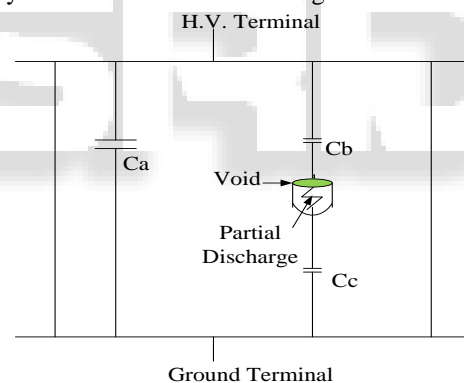 H.V. Terminal
Ca
Cb
Void
Partial
Discharge
Cc
Ground Terminal